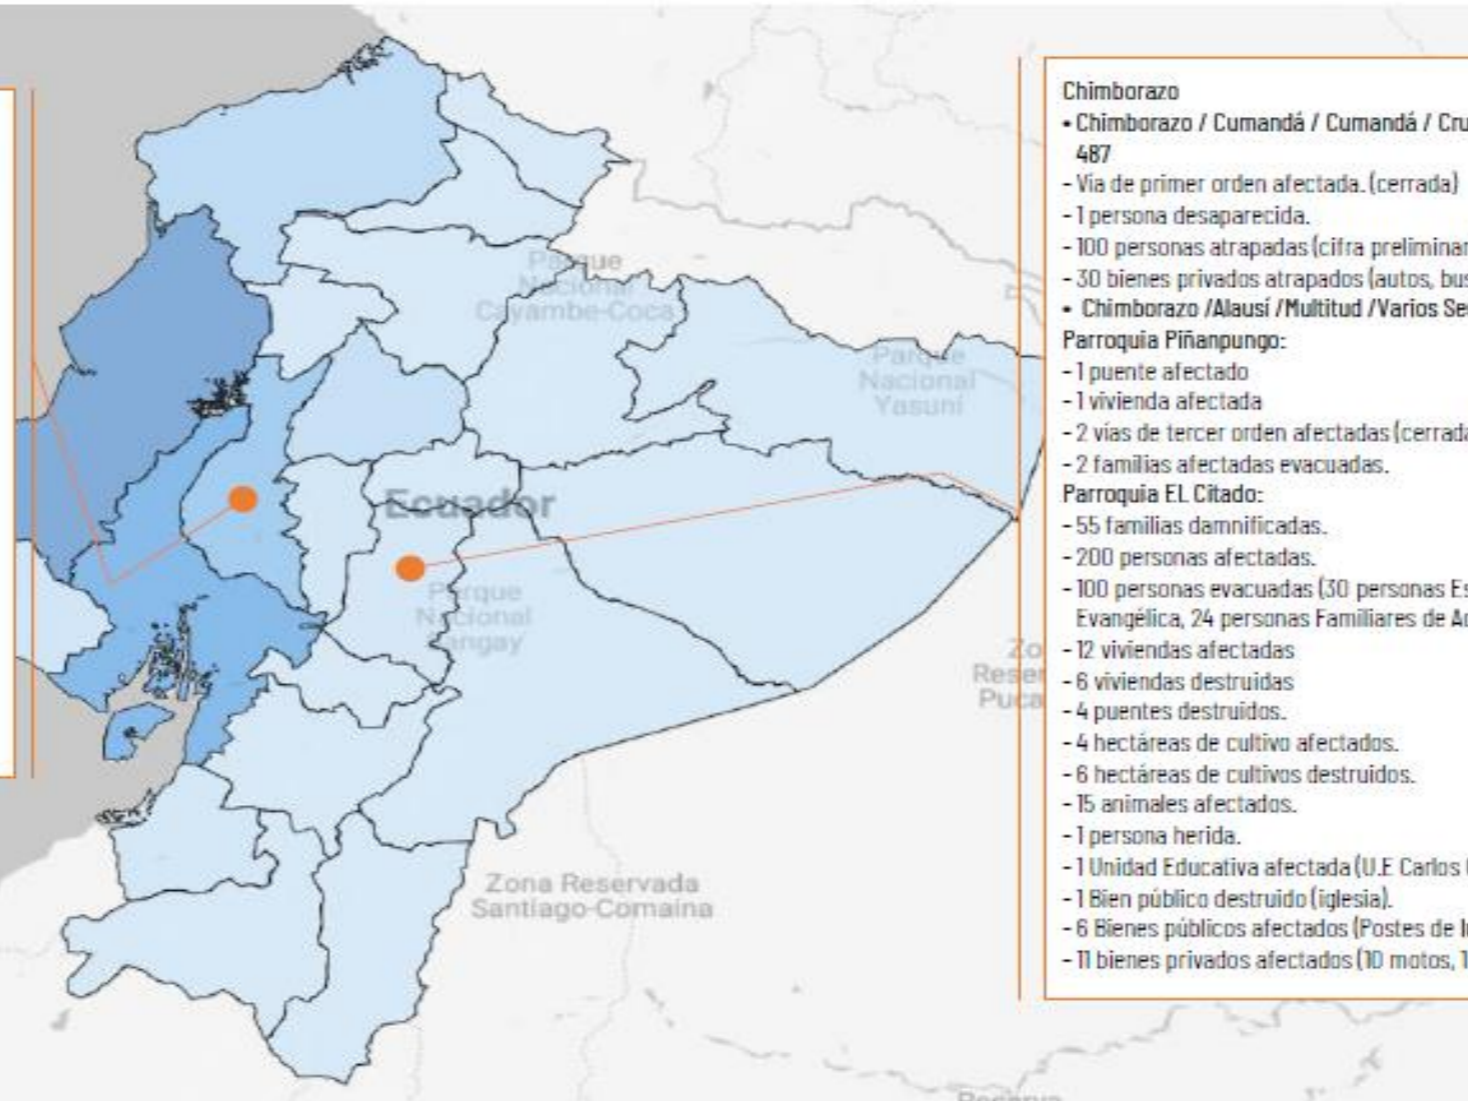 Parque
Nacional
Cayambe-Coca
Parque
Nacional
Yasuní
Ecuador
Parque
Nacional
Sangay
Zona Reservada
Santiago-Comaina
Reserva
Chimborazo
• Chimborazo / Cumandá / Cumandá / Cru
487
- Vía de primer orden afectada. (cerrada)
- 1 persona desaparecida.
- 100 personas atrapadas (cifra preliminar
- 30 bienes privados atrapados (autos, bus
• Chimborazo /Alausí /Multitud /Varios Se
Parroquia Piñanpungo:
- 1 puente afectado
- 1 vivienda afectada
- 2 vías de tercer orden afectadas (cerrada
- 2 familias afectadas evacuadas.
Parroquia EL Citado:
- 55 familias damnificadas.
- 200 personas afectadas.
- 100 personas evacuadas (30 personas Es
Evangélica, 24 personas Familiares de Ac
- 12 viviendas afectadas
- 6 viviendas destruidas
- 4 puentes destruidos.
- 4 hectáreas de cultivo afectados.
- 6 hectáreas de cultivos destruidos.
- 15 animales afectados.
- 1 persona herida.
- 1 Unidad Educativa afectada (U.E Carlos
- 1 Bien público destruido (iglesia).
- 6 Bienes públicos afectados (Postes de
- 11 bienes privados afectados (10 motos, 1
Zo
Reser
Puca